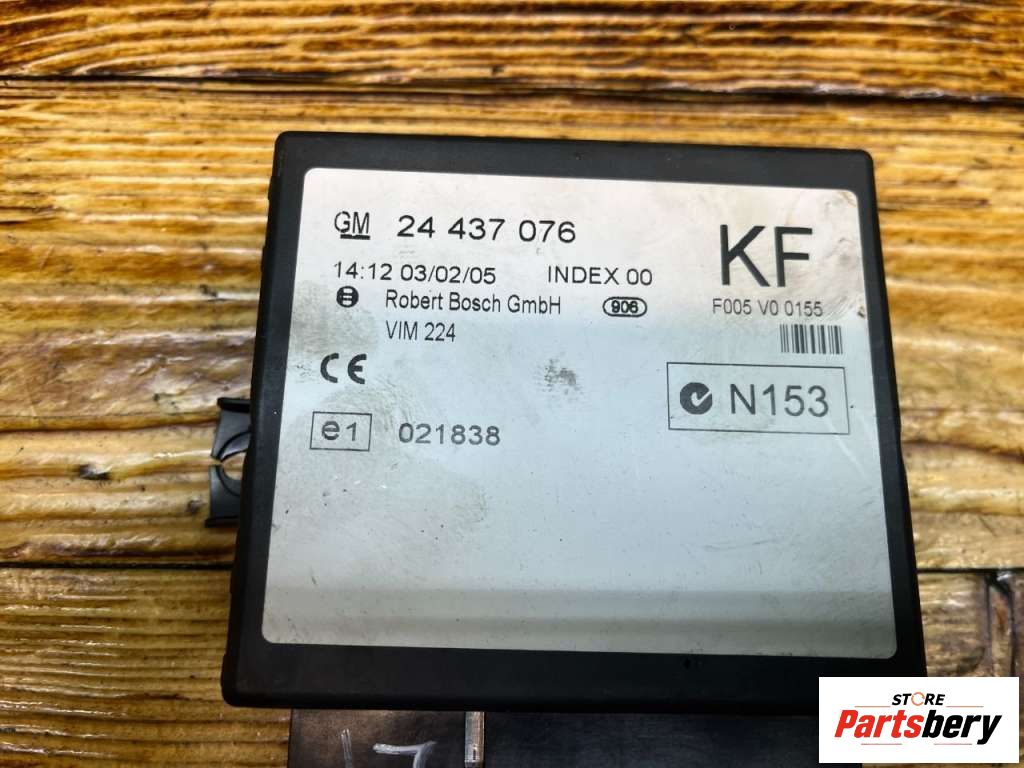 GM 24 437 076
KF
14:12 03/02/05 INDEX 00
Robert Bosch GmbH 906
F005 V0 0155
VIM 224
CE
N153
e1 021838
STORE
Partsbery